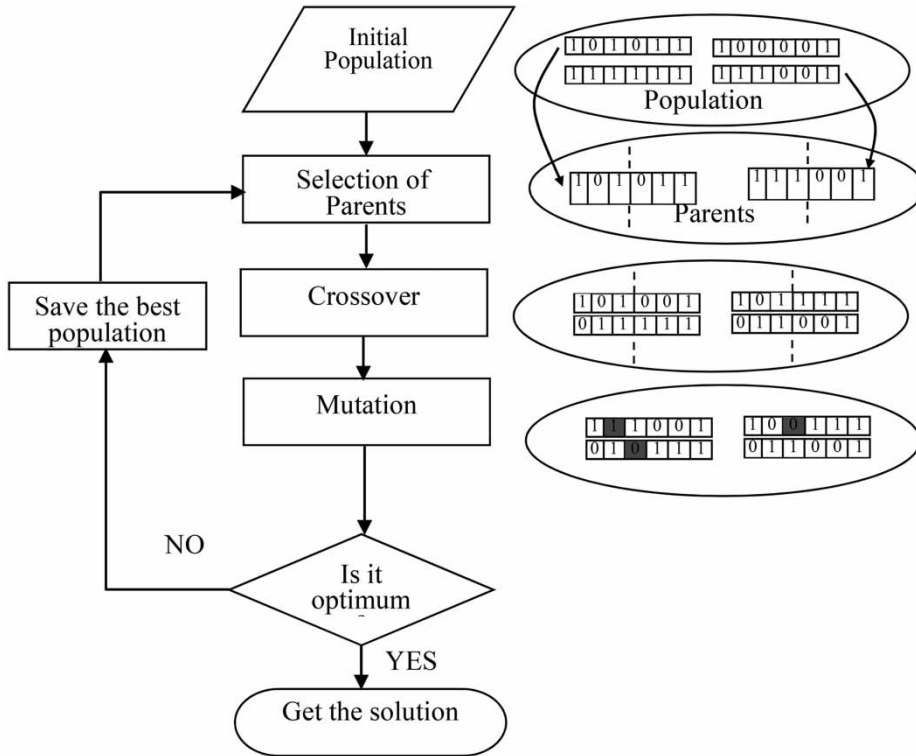 Initial
Population
Selection of
Parents
Crossover
Save the best
population
Mutation
NO
Is it
optimum
YES
Get the solution
1 0 1 0 1 1
1 0 0 0 0 1
1 1 1 1 1 1
1 1 1 0 0 1
Population
1 0 1 0 1 1
1 1 1 0 0 1
Parents
1 0 1 0 0 1
1 0 1 1 1 1
0 1 1 1 1 1
0 1 1 0 0 1
1 1 1 0 0 1
1 0 0 1 1 1
0 1 0 1 1 1
0 1 1 0 0 1